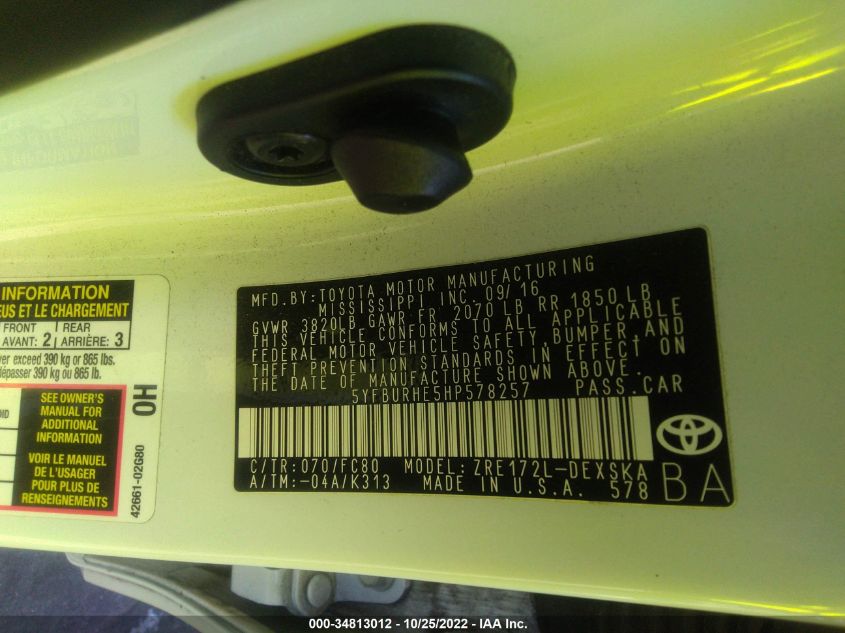 INFORMATION
EUS ET LE CHARGEMENT
FRONT
AVANT: 2
REAR
ARRIÈRE: 3
er exceed 390 kg or 865 lbs.
dépasser 390 kg ou 865 lb.
SEE OWNER'S
MANUAL FOR
ADDITIONAL
INFORMATION
VOIR LE MANUEL
DE L'USAGER
POUR PLUS DE
RENSEIGNEMENTS
OH
42661-02G80
MFD. BY: TOYOTA MOTOR MANUFACTURING
MISSISSIPPI INC. 09/16
GVWR 3820LB GAWR FR 2070 LB RR 1850 LB
THIS VEHICLE CONFORMS TO ALL APPLICABLE
FEDERAL MOTOR VEHICLE SAFETY, BUMPER, AND
THEFT PREVENTION STANDARDS IN EFFECT ON
THE DATE OF MANUFACTURE SHOWN ABOVE.
5YFBURHE5HP578257 PASS. CAR
C/TR: 070/FC80 MODEL: ZRE172L-DEXSKA
A/TM: -04A/K313 MADE IN U.S.A. 578
BA
000-34813012 - 10/25/2022 - IAA Inc.